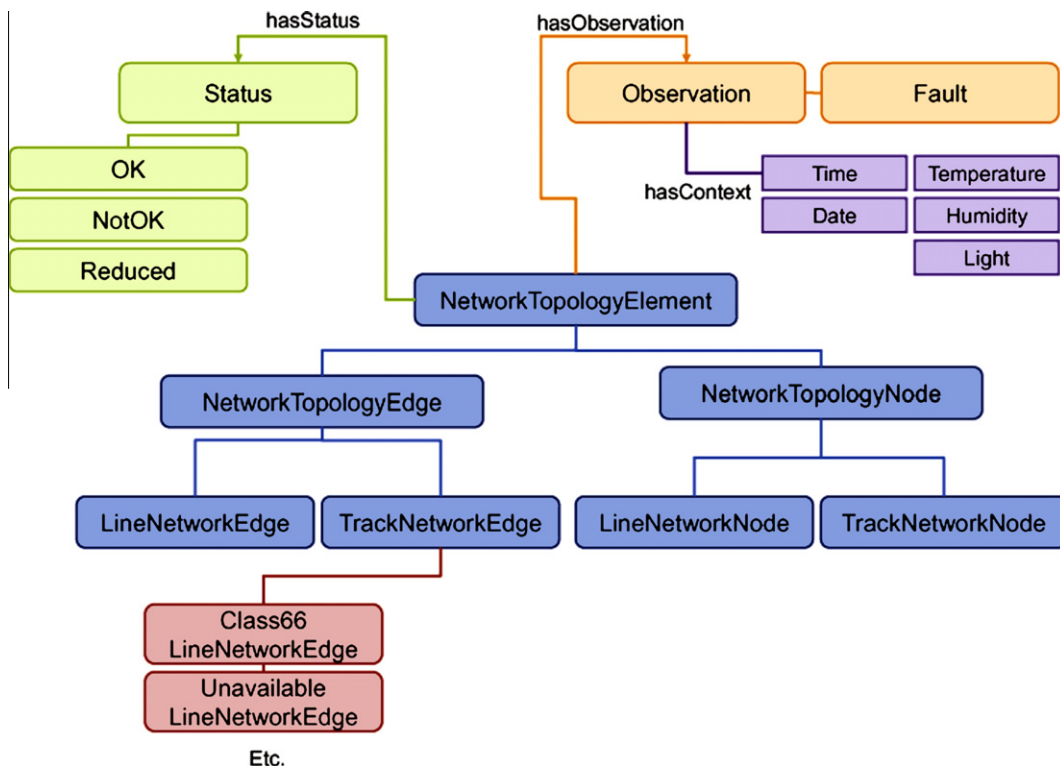 hasStatus
hasObservation
Status
Observation
Fault
OK
NotOK
Reduced
hasContext
Time
Temperature
Date
Humidity
Light
NetworkTopologyElement
NetworkTopologyEdge
NetworkTopologyNode
LineNetworkEdge
TrackNetworkEdge
LineNetworkNode
TrackNetworkNode
Class66
LineNetworkEdge
Unavailable
LineNetworkEdge
Etc.